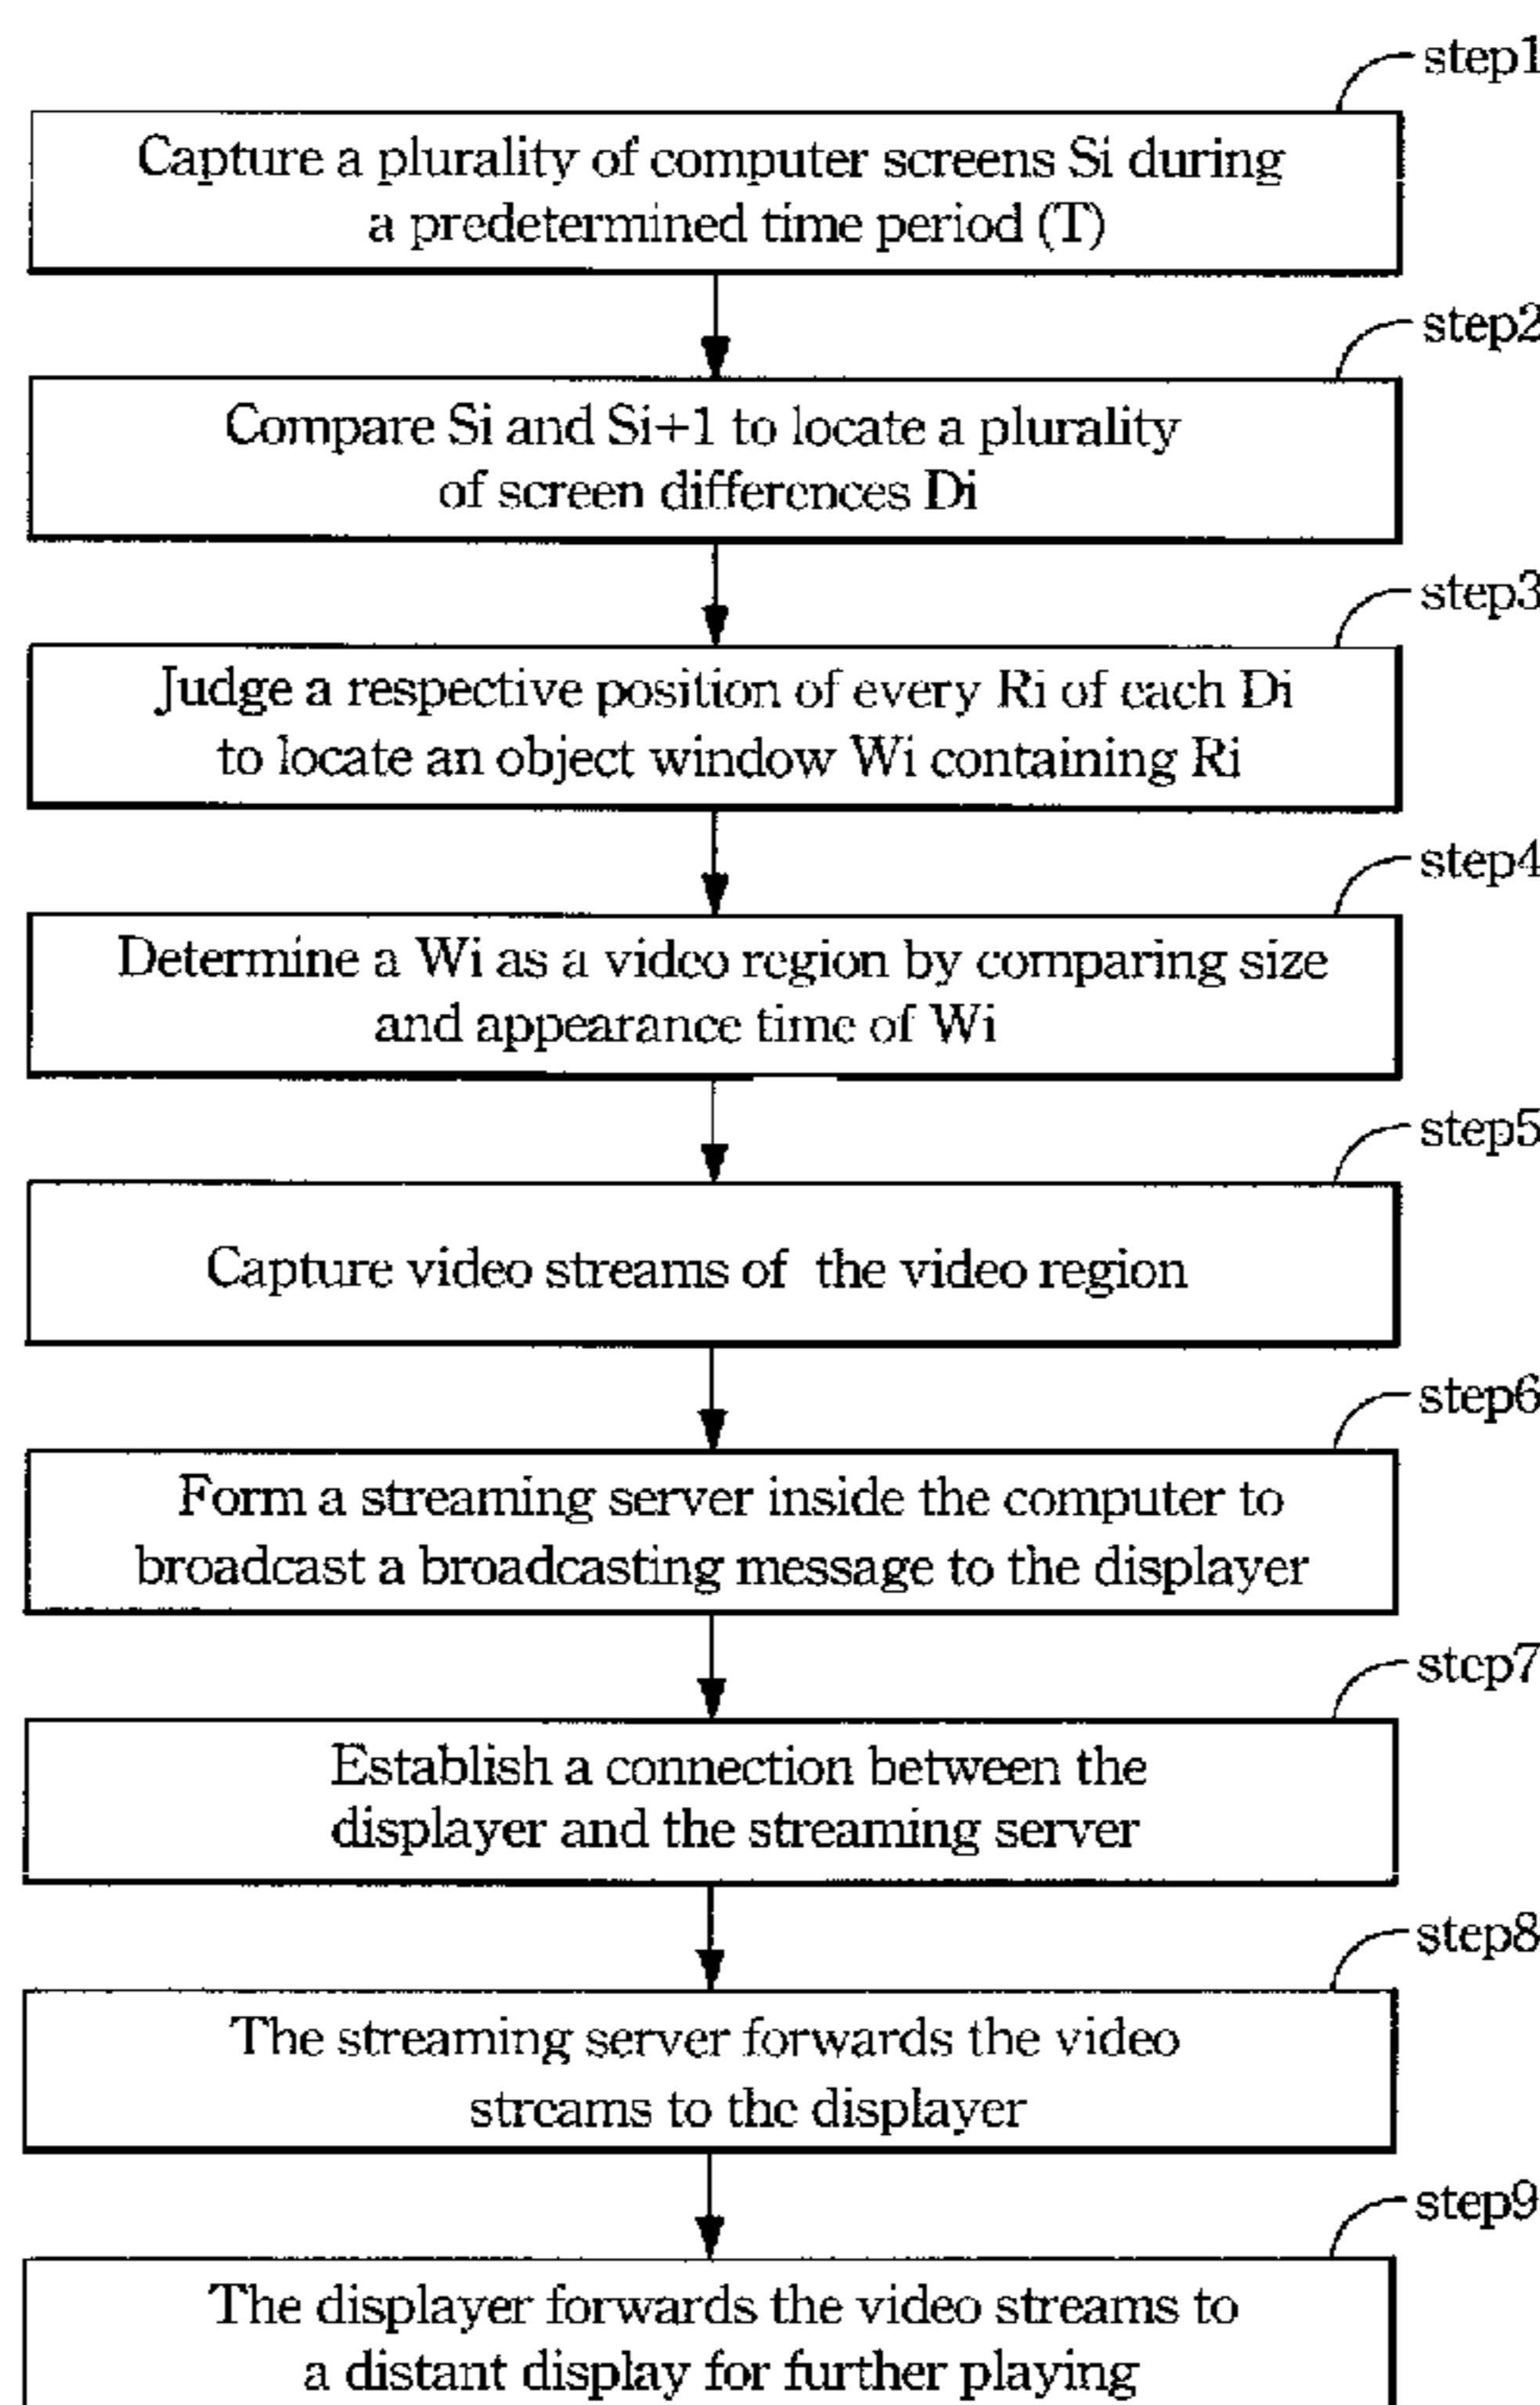 step1
Capture a plurality of computer screens Si during
a predetermined time period (T)
step2
Compare Si and Si+1 to locate a plurality
of screen differences Di
step3
Judge a respective position of every Ri of each Di
to locate an object window Wi containing Ri
step4
Determine a Wi as a video region by comparing size
and appearance time of Wi
step5
Capture video streams of the video region
step6
Form a streaming server inside the computer to
broadcast a broadcasting message to the displayer
step7
Establish a connection between the
displayer and the streaming server
step8
The streaming server forwards the video
streams to the displayer
step9
The displayer forwards the video streams to
a distant display for further playing